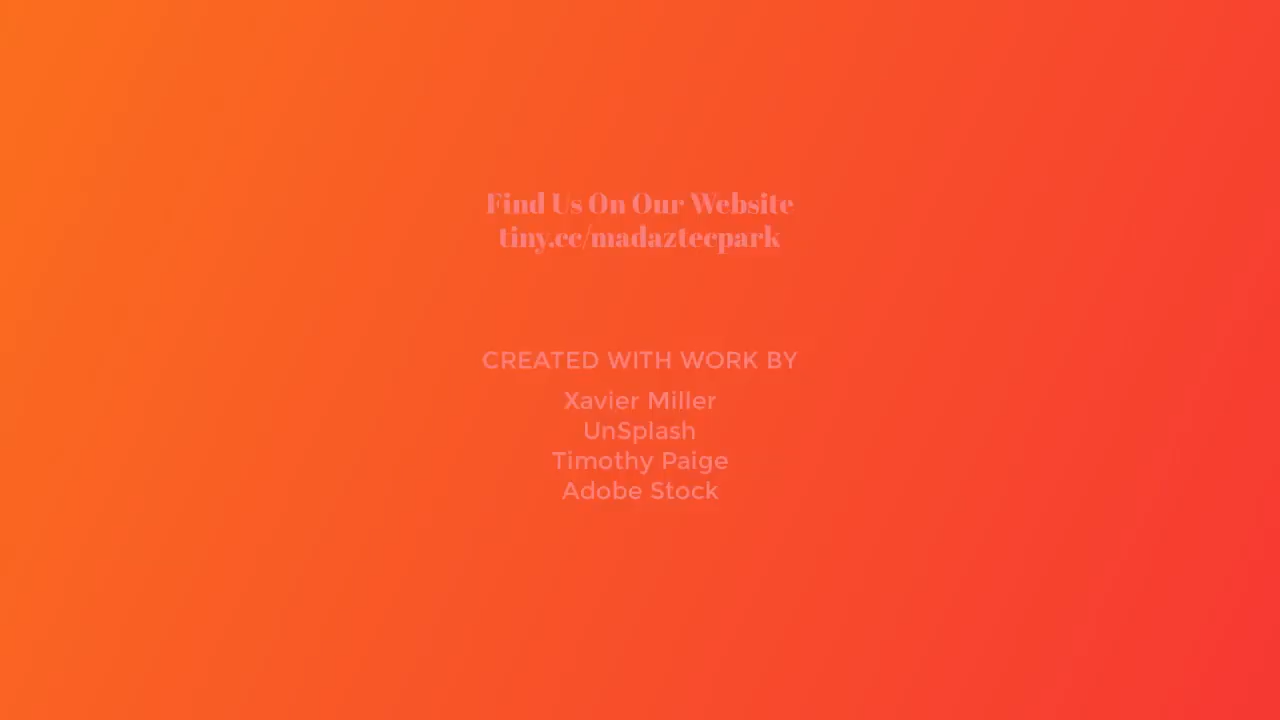 Find Us On Our Website
tiny.cc/madaztecpark
CREATED WITH WORK BY
Xavier Miller
UnSplash
Timothy Paige
Adobe Stock